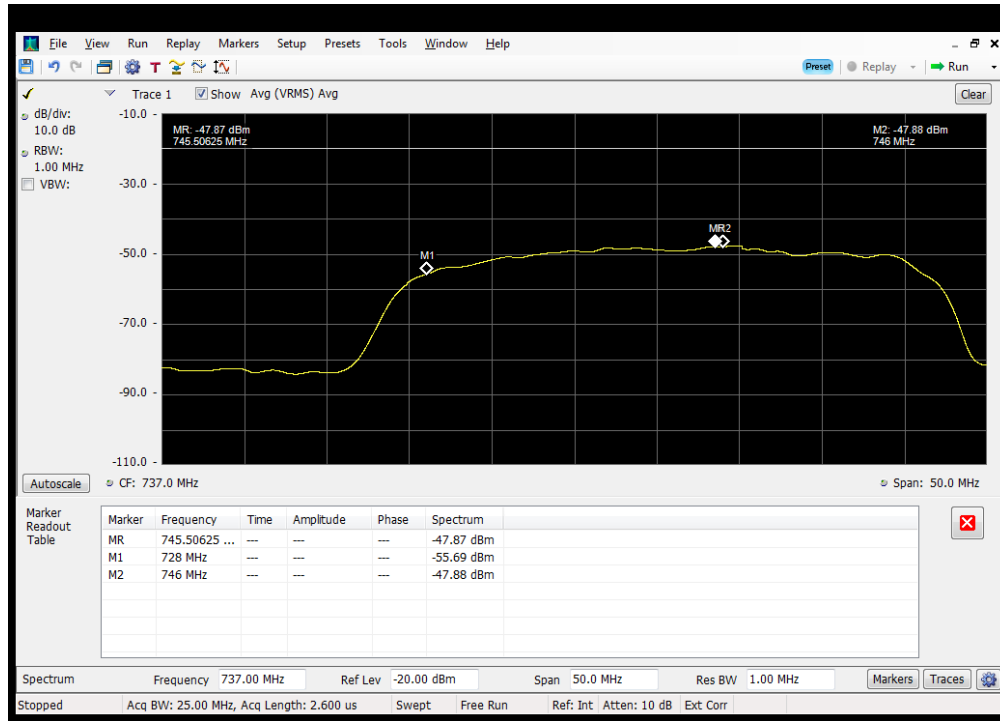 File View Run Replay Markers Setup Presets Tools Window Help
T Preset Replay Run
Trace 1 Show Avg (VRMS) Avg Clear
dB/div:
10.0 dB
RBW:
1.00 MHz
VBW:
-10.0
-30.0
-50.0
-70.0
-90.0
-110.0
MR: -47.87 dBm
745.50625 MHz
M2: -47.88 dBm
746 MHz
M1
MR2
Autoscale CF: 737.0 MHz Span: 50.0 MHz
Marker
Readout
Table
Marker Frequency Time Amplitude Phase Spectrum
MR 745.50625 ... --- --- --- -47.87 dBm
M1 728 MHz --- --- --- -55.69 dBm
M2 746 MHz --- --- --- -47.88 dBm
Spectrum Frequency 737.00 MHz Ref Lev -20.00 dBm Span 50.0 MHz Res BW 1.00 MHz Markers Traces
Stopped Acq BW: 25.00 MHz, Acq Length: 2.600 us Swept Free Run Ref: Int Atten: 10 dB Ext Corr